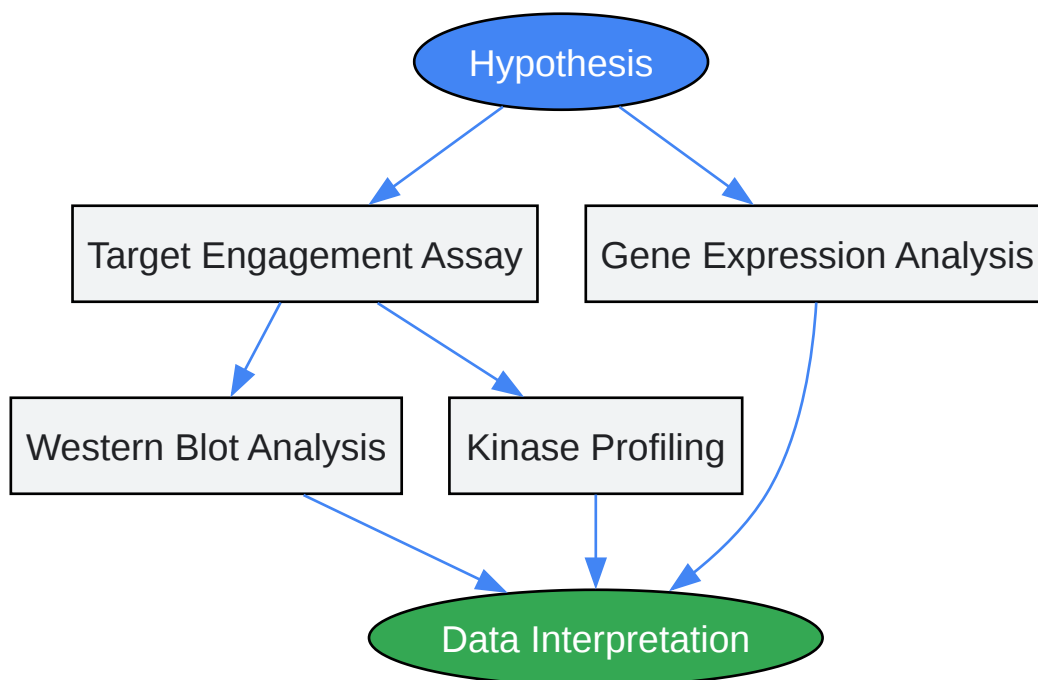 Hypothesis
Target Engagement Assay
Gene Expression Analysis
Western Blot Analysis
Kinase Profiling
Data Interpretation